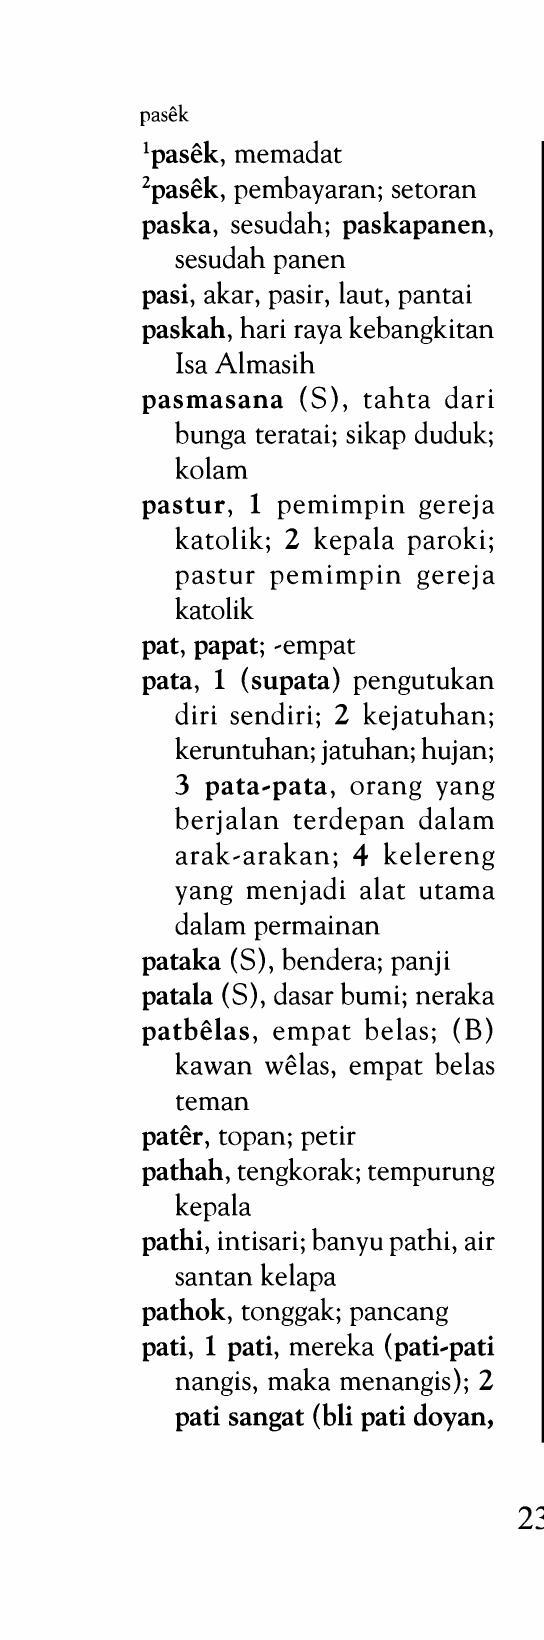 pasêk
¹pasêk, memadat
²pasêk, pembayaran; setoran
paska, sesudah; paskapanen,
sesudah panen
pasi, akar, pasir, laut, pantai
paskah, hari raya kebangkitan
Isa Almasih
pasmasana (S), tahta dari
bunga teratai; sikap duduk;
kolam
pastur, 1 pemimpin gereja
katolik; 2 kepala paroki;
pastur pemimpin gereja
katolik
pat, papat; -empat
pata, 1 (supata) pengutukan
diri sendiri; 2 kejatuhan;
keruntuhan; jatuhan; hujan;
3 pata-pata, orang yang
berjalan terdepan dalam
arak-arakan; 4 kelereng
yang menjadi alat utama
dalam permainan
pataka (S), bendera; panji
patala (S), dasar bumi; neraka
patbêlas, empat belas; (B)
kawan wêlas, empat belas
teman
patêr, topan; petir
pathah, tengkorak; tempurung
kepala
pathi, intisari; banyu pathi, air
santan kelapa
pathok, tonggak; pancang
pati, 1 pati, mereka (pati-pati
nangis, maka menangis); 2
pati sangat (bli pati doyan,